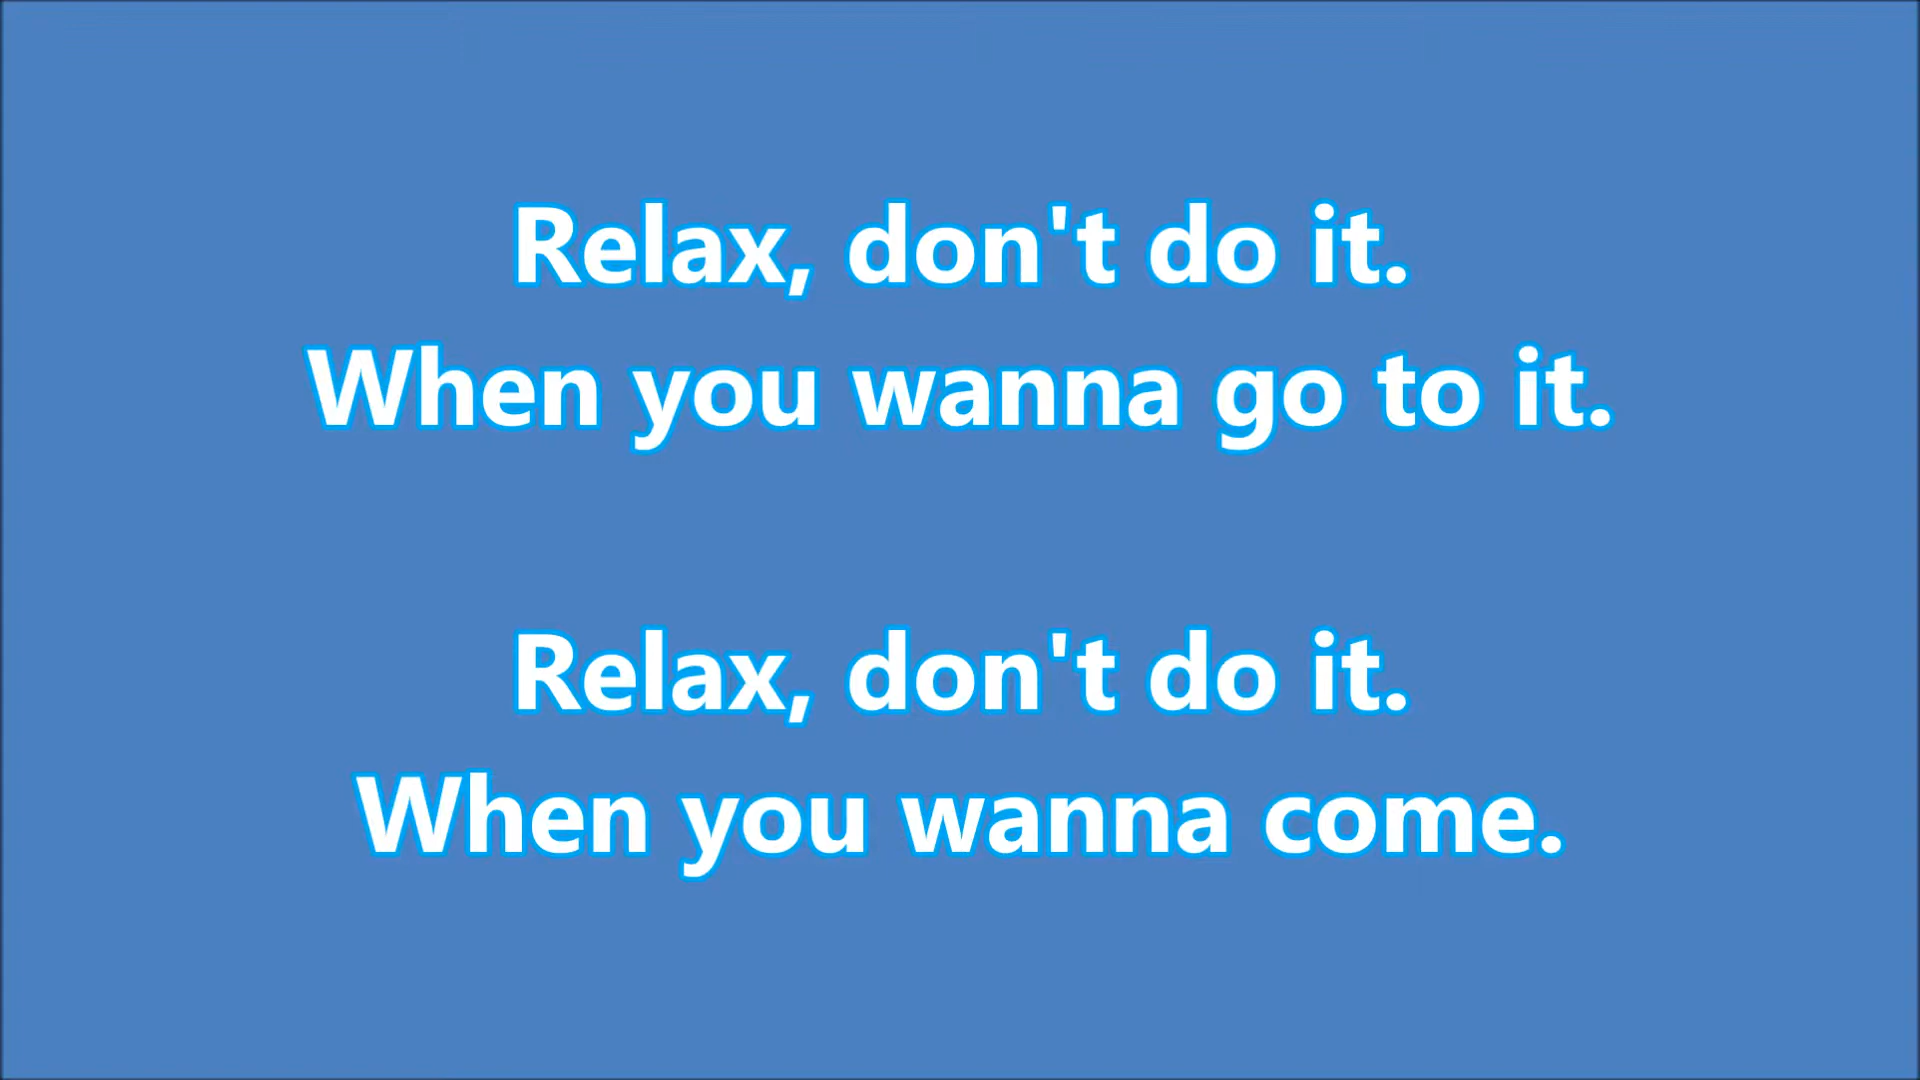 Relax, don't do it.
When you wanna go to it.
Relax, don't do it.
When you wanna come.